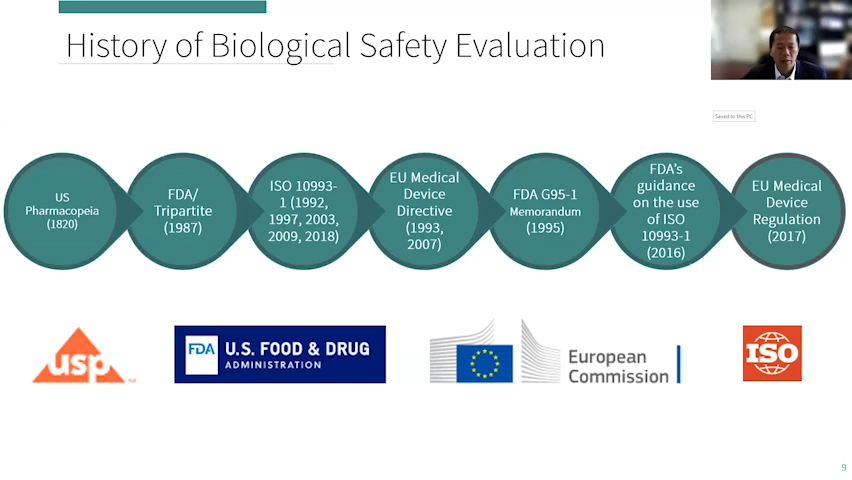 History of Biological Safety Evaluation
Saved to this PC
US
Pharmacopeia
(1820)
FDA/
Tripartite
(1987)
ISO 10993-
1 (1992,
1997, 2003,
2009, 2018)
EU Medical
Device
Directive
(1993,
2007)
FDA G95-1
Memorandum
(1995)
FDA's
guidance
on the use
of ISO
10993-1
(2016)
EU Medical
Device
Regulation
(2017)
usp
FDA
U.S. FOOD & DRUG
ADMINISTRATION
European
Commission
ISO
9